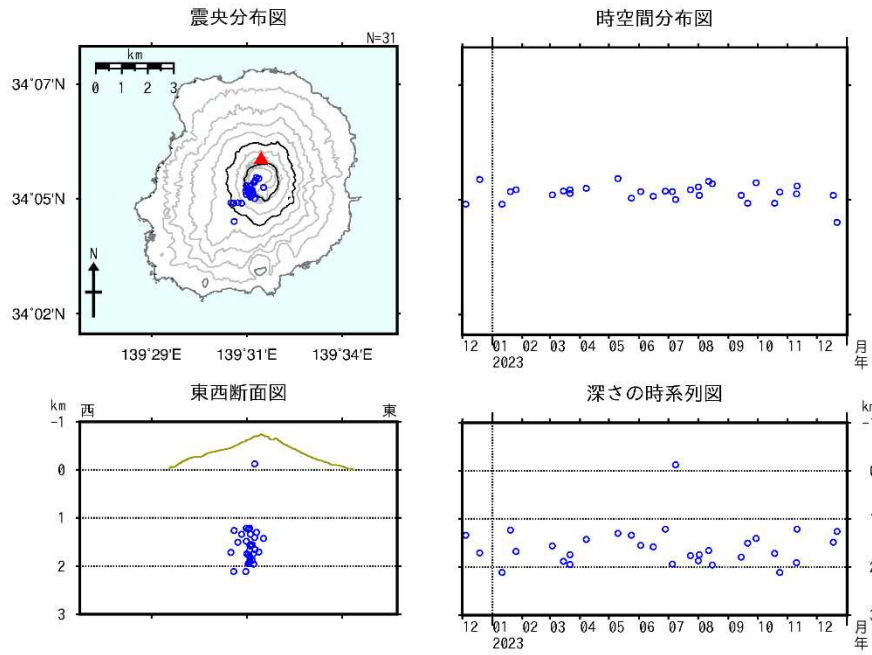 震央分布図
N=31
km
0 1 2 3
34°07'N
34°05'N
34°02'N
N
139°29'E 139°31'E 139°34'E
時空間分布図
12 01 02 03 04 05 06 07 08 09 10 11 12 月
2023 年
東西断面図
km 西 東
-1
0
1
2
3
深さの時系列図
km
-1
0
1
2
3
12 01 02 03 04 05 06 07 08 09 10 11 12 月
2023 年